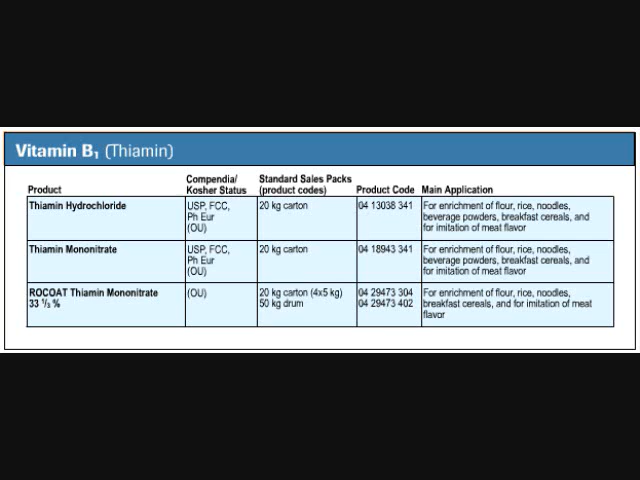 Vitamin B₁ (Thiamin)
Compendia/ Standard Sales Packs
Product Kosher Status (product codes) Product Code Main Application
Thiamin Hydrochloride USP, FCC, 20 kg carton 04 13038 341 For enrichment of flour, rice, noodles,
Ph Eur beverage powders, breakfast cereals, and
(OU) for imitation of meat flavor
Thiamin Mononitrate USP, FCC, 20 kg carton 04 18943 341 For enrichment of flour, rice, noodles,
Ph Eur beverage powders, breakfast cereals, and
(OU) for imitation of meat flavor
ROCOAT Thiamin Mononitrate (OU) 20 kg carton (4x5 kg) 04 29473 304 For enrichment of flour, rice, noodles,
33 ¹/₃ % 50 kg drum 04 29473 402 breakfast cereals, and for imitation of meat
flavor